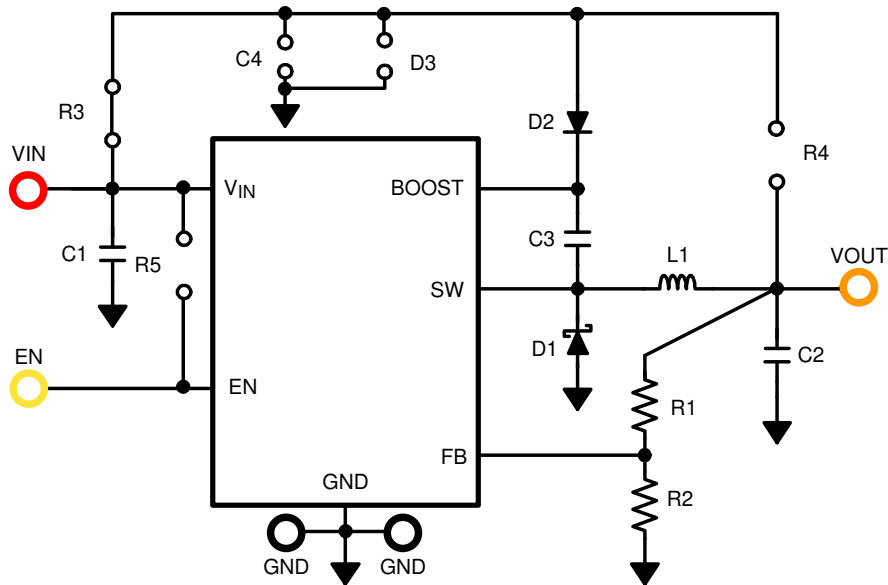 C4
D3
R3
D2
R4
VIN
VIN
BOOST
C1
R5
C3
L1
VOUT
SW
EN
D1
C2
EN
R1
FB
GND
R2
GND
GND